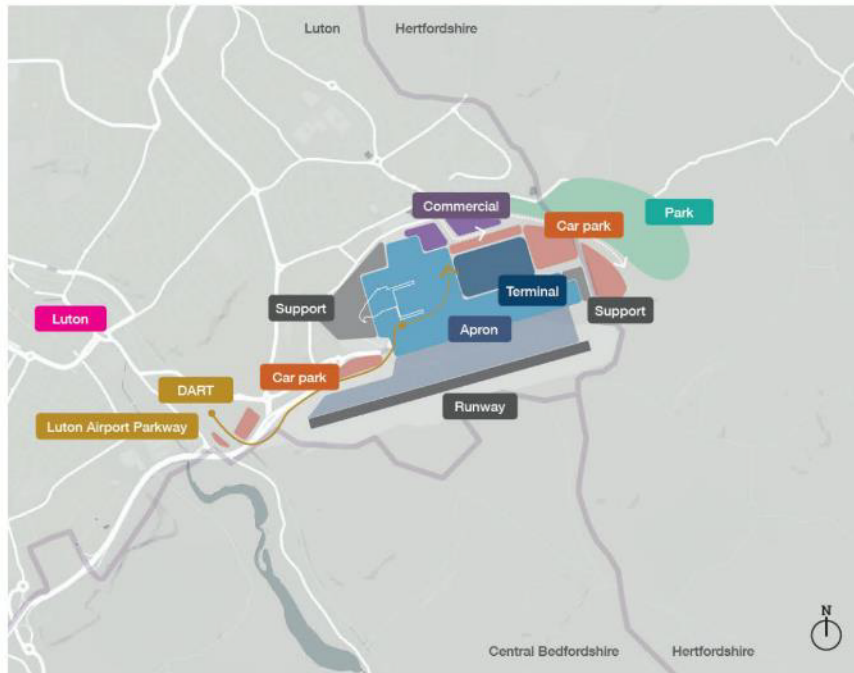 Luton Hertfordshire
Commercial
Park
Car park
Support
Terminal
Support
Luton
Apron
Car park
DART
Runway
Luton Airport Parkway
N
Central Bedfordshire Hertfordshire